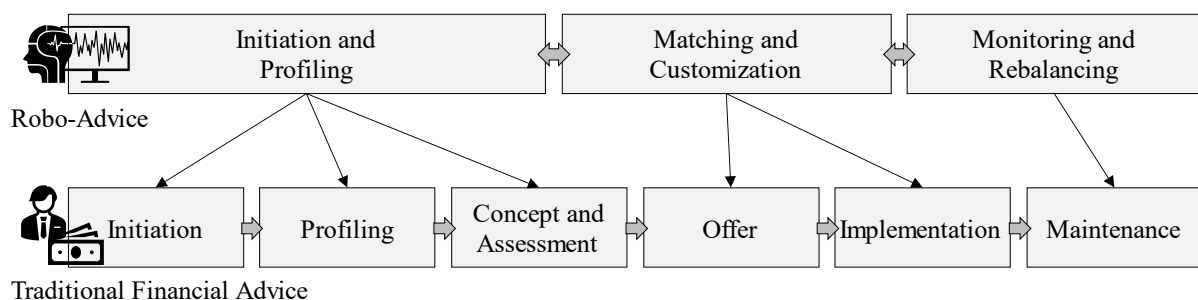 Initiation and
Profiling
Matching and
Customization
Monitoring and
Rebalancing
Robo-Advice
Initiation
Profiling
Concept and
Assessment
Offer
Implementation
Maintenance
Traditional Financial Advice